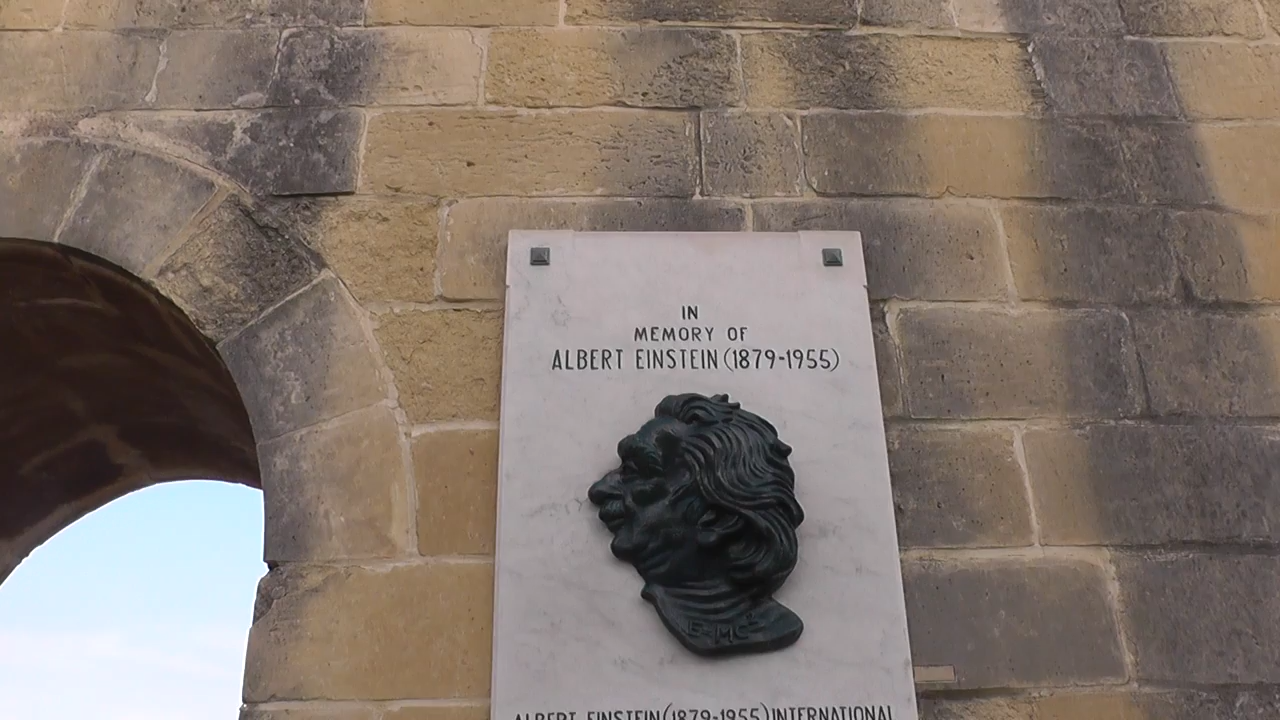 IN
MEMORY OF
ALBERT EINSTEIN (1879-1955)
E=MC²
ALBERT EINSTEIN (1879-1955) INTERNATIONAL